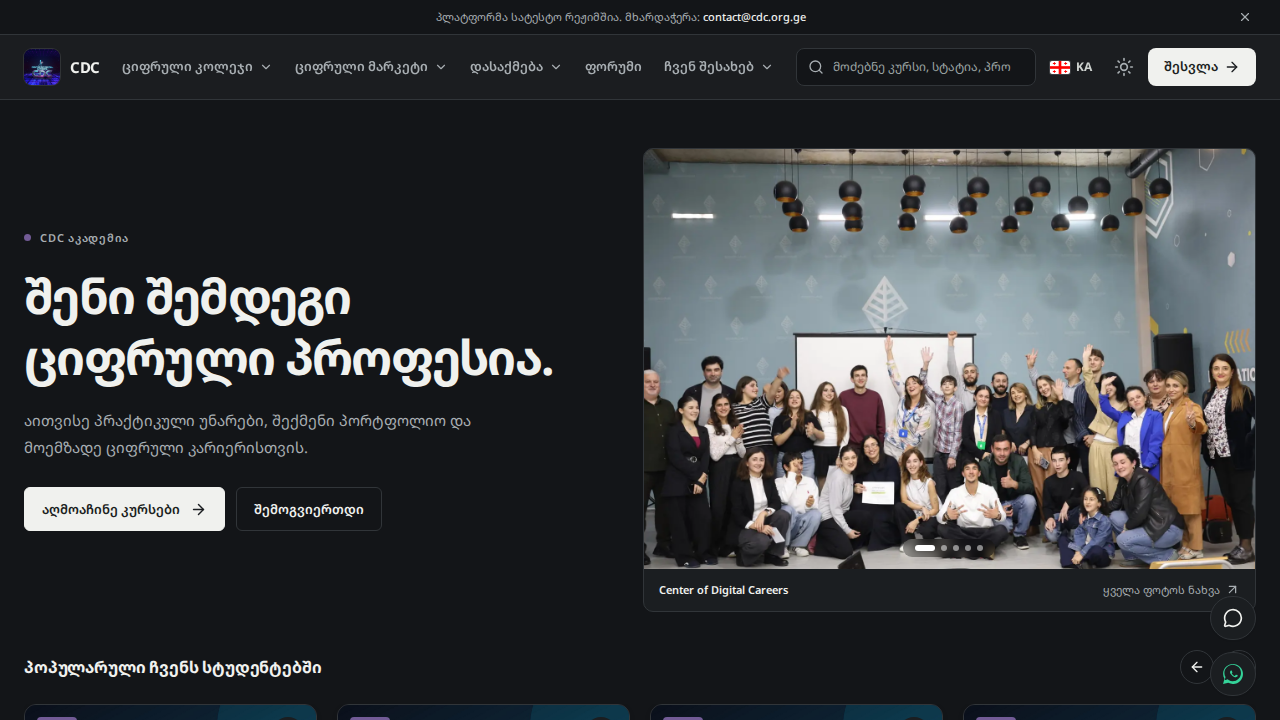 პლატფორმა სატესტო რეჟიმშია. მხარდაჭერა: contact@cdc.org.ge
CDC
ციფრული კოლეჯი
ციფრული მარკეტი
დასაქმება
ფორუმი
ჩვენ შესახებ
მოძებნე კურსი, სტატია, პრო
KA
შესვლა
CDC აკადემია
შენი შემდეგი
ციფრული პროფესია.
აითვისე პრაქტიკული უნარები, შექმენი პორტფოლიო და
მოემზადე ციფრული კარიერისთვის.
აღმოაჩინე კურსები
შემოგვიერთდი
Center of Digital Careers
ყველა ფოტოს ნახვა
პოპულარული ჩვენს სტუდენტებში